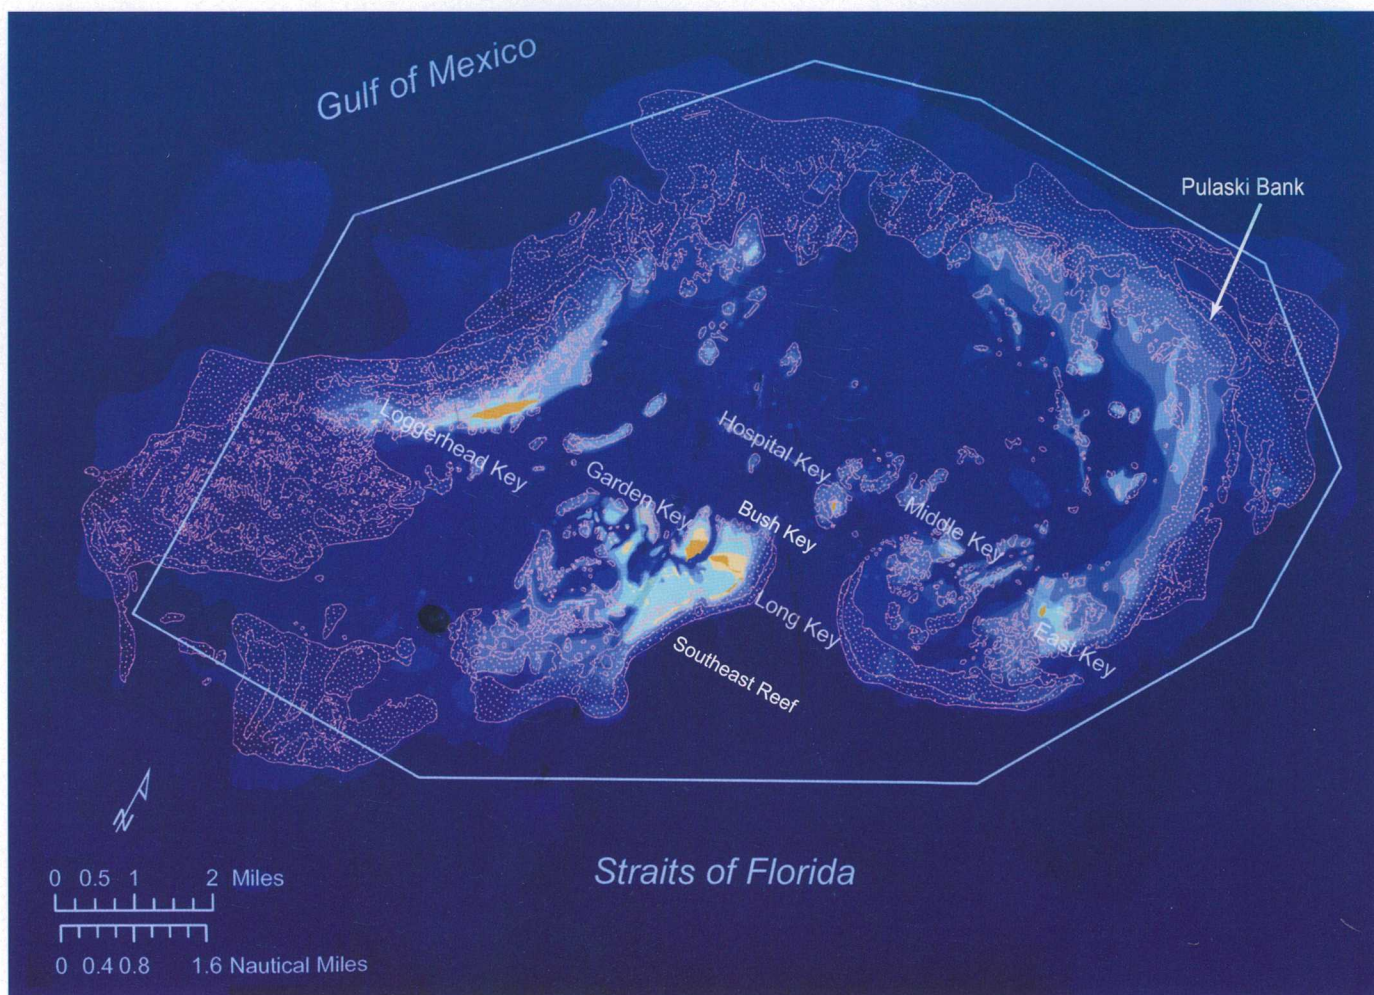 Gulf of Mexico
Pulaski Bank
Loggerhead Key
Hospital Key
Garden Key
Bush Key
Middle Key
Long Key
East Key
Southeast Reef
N
Straits of Florida
0 0.5 1 2 Miles
0 0.4 0.8 1.6 Nautical Miles